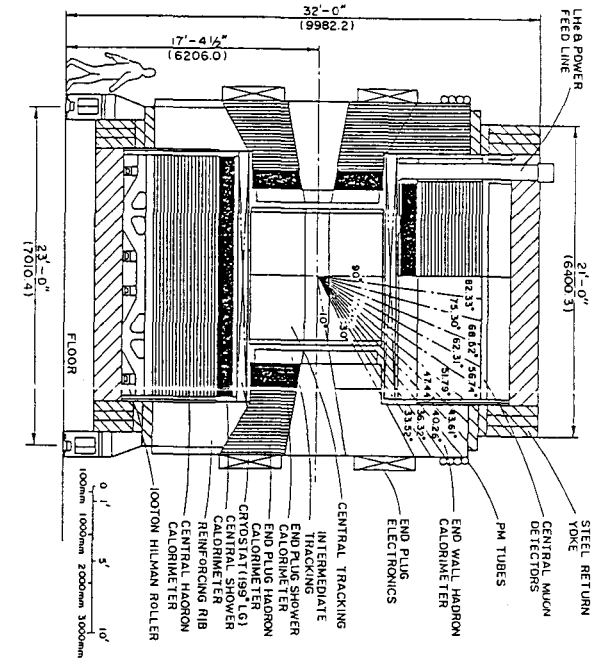 32'-0"
(9982.2)
17'-4½"
(6206.0)
LHe & POWER
FEED LINE
21'-0"
(6400.3)
23'-0"
(7010.4)
FLOOR
90°
82.33°
75.30°
68.62°
62.31°
56.74°
51.79°
47.44°
43.61°
40.26°
36.32°
33.52°
30°
10°
STEEL RETURN
YOKE
CENTRAL MUON
DETECTORS
PM TUBES
END WALL HADRON
CALORIMETER
END PLUG
ELECTRONICS
CENTRAL TRACKING
INTERMEDIATE
TRACKING
END PLUG SHOWER
CALORIMETER
END PLUG HADRON
CALORIMETER
CRYOSTAT (199" LG)
CENTRAL SHOWER
CALORIMETER
REINFORCING RIB
CENTRAL HADRON
CALORIMETER
100TON HILMAN ROLLER
0 1' 5' 10'
100mm 1000mm 2000mm 3000mm